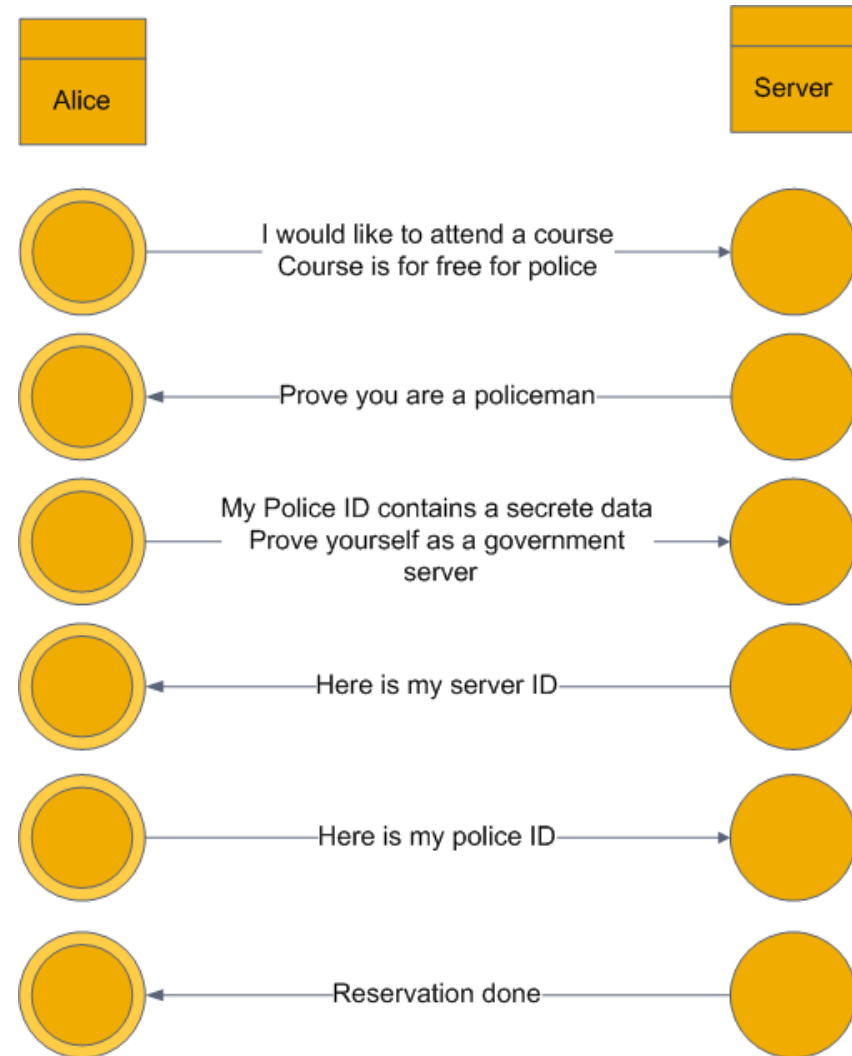 Alice
Server
I would like to attend a course
Course is for free for police
Prove you are a policeman
My Police ID contains a secrete data
Prove yourself as a government
server
Here is my server ID
Here is my police ID
Reservation done